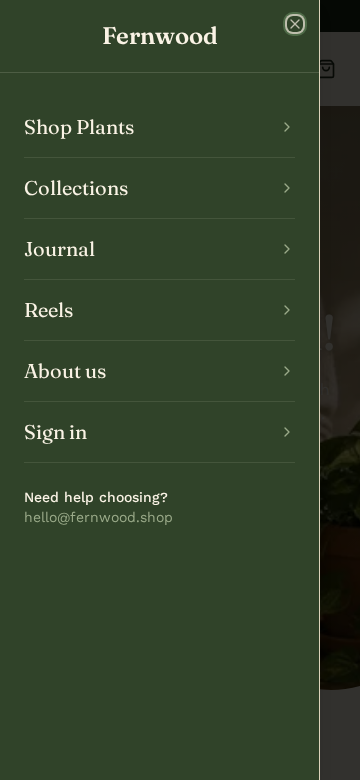 Fernwood
Shop Plants
Collections
Journal
Reels
About us
Sign in
Need help choosing?
hello@fernwood.shop
!